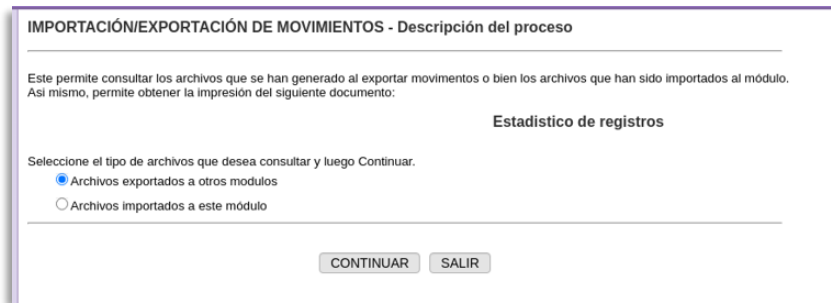 IMPORTACIÓN/EXPORTACIÓN DE MOVIMIENTOS - Descripción del proceso
Este permite consultar los archivos que se han generado al exportar movimentos o bien los archivos que han sido importados al módulo.
Asi mismo, permite obtener la impresión del siguiente documento:
Estadistico de registros
Seleccione el tipo de archivos que desea consultar y luego Continuar.
Archivos exportados a otros modulos
Archivos importados a este módulo
CONTINUAR SALIR